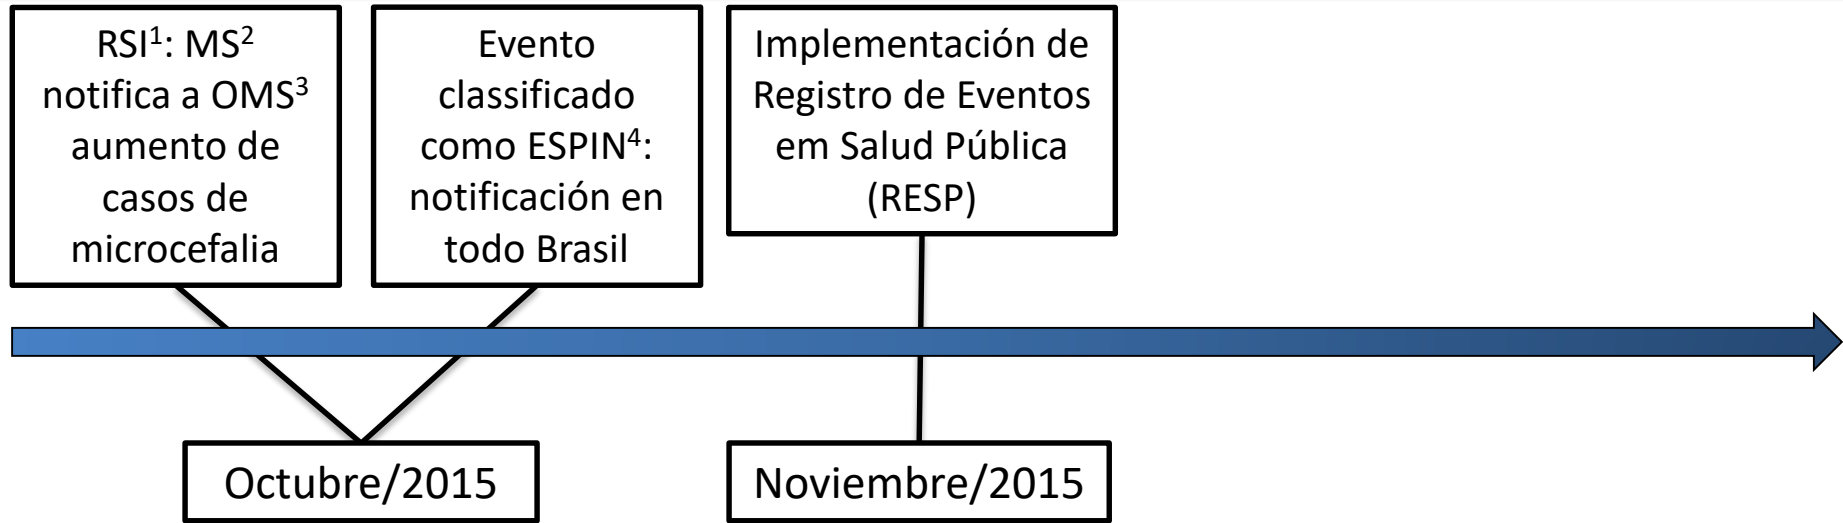 RSI¹: MS²
notifica a OMS³
aumento de
casos de
microcefalia
Evento
classificado
como ESPIN⁴:
notificación en
todo Brasil
Implementación de
Registro de Eventos
em Salud Pública
(RESP)
Octubre/2015
Noviembre/2015